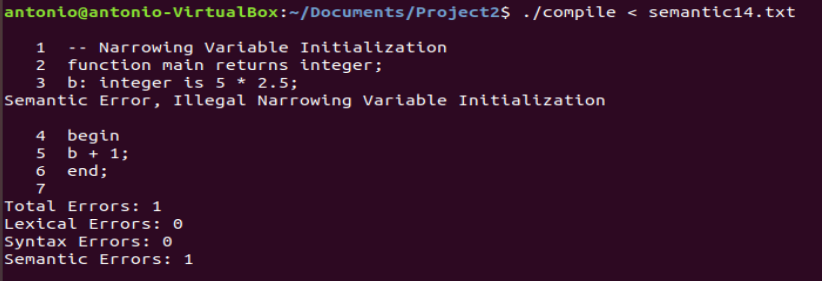 antonio@antonio-VirtualBox:~/Documents/Project2$ ./compile < semantic14.txt
1 -- Narrowing Variable Initialization
2 function main returns integer;
3 b: integer is 5 * 2.5;
Semantic Error, Illegal Narrowing Variable Initialization
4 begin
5 b + 1;
6 end;
7
Total Errors: 1
Lexical Errors: 0
Syntax Errors: 0
Semantic Errors: 1